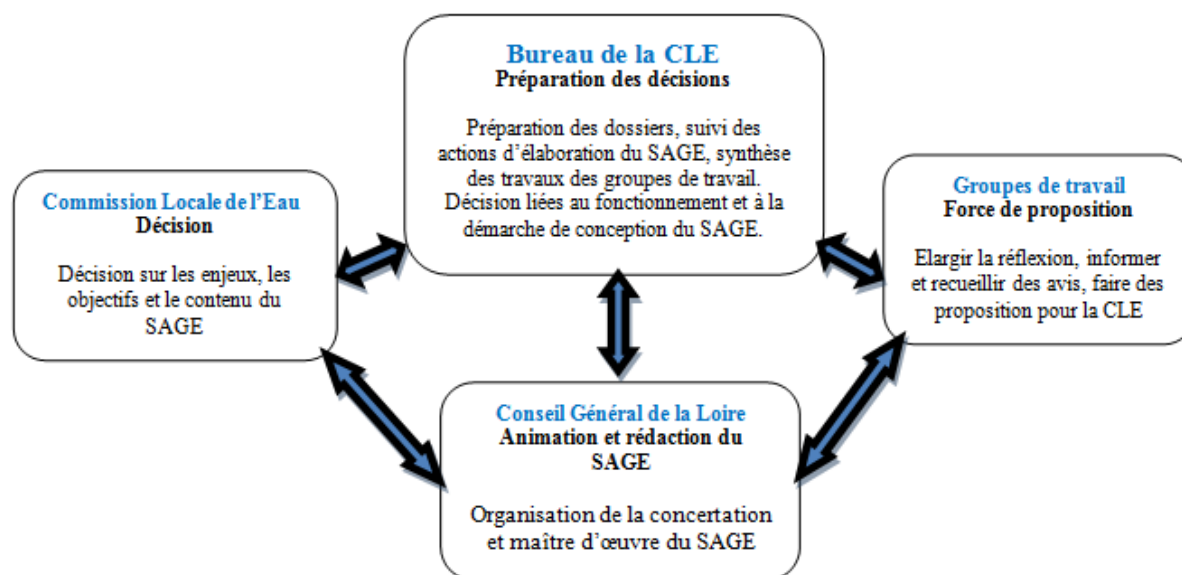 Bureau de la CLE
Préparation des décisions
Préparation des dossiers, suivi des
actions d'élaboration du SAGE, synthèse
des travaux des groupes de travail.
Décision liées au fonctionnement et à la
démarche de conception du SAGE.
Commission Locale de l'Eau
Décision
Décision sur les enjeux, les
objectifs et le contenu du
SAGE
Groupes de travail
Force de proposition
Elargir la réflexion, informer
et recueillir des avis, faire des
proposition pour la CLE
Conseil Général de la Loire
Animation et rédaction du
SAGE
Organisation de la concertation
et maître d'œuvre du SAGE